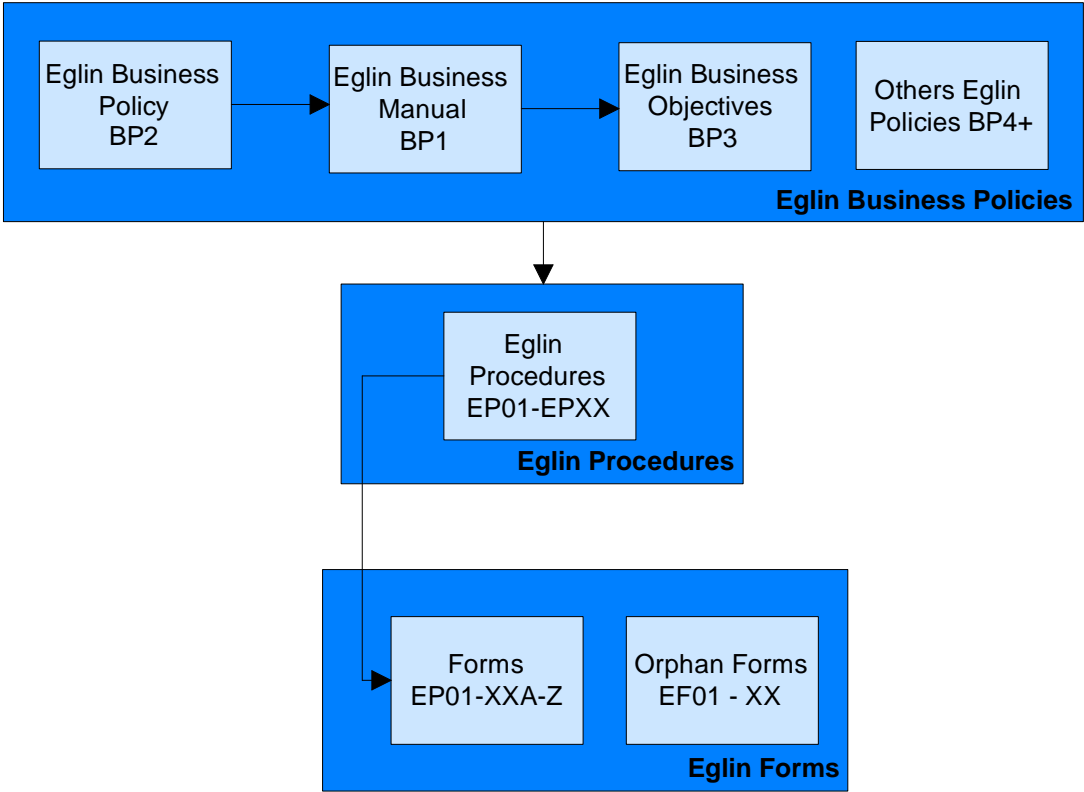 Eglin Business
Policy
BP2
Eglin Business
Manual
BP1
Eglin Business
Objectives
BP3
Others Eglin
Policies BP4+
Eglin Business Policies
Eglin
Procedures
EP01-EPXX
Eglin Procedures
Forms
EP01-XXA-Z
Orphan Forms
EF01 - XX
Eglin Forms